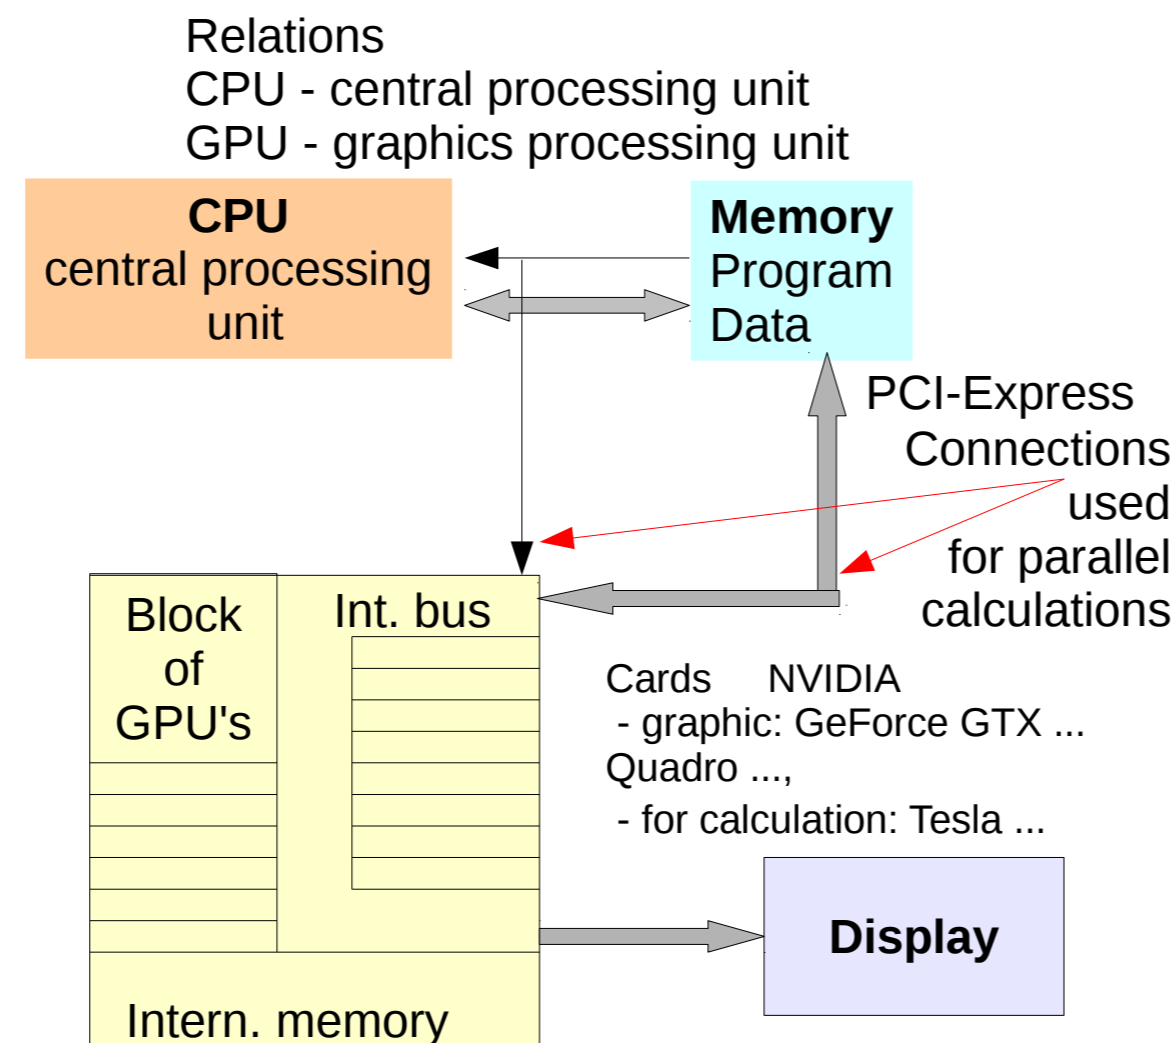 Relations
CPU - central processing unit
GPU - graphics processing unit
CPU
central processing
unit
Memory
Program
Data
PCI-Express
Connections
used
for parallel
calculations
Block
of
GPU's
Int. bus
Cards NVIDIA
- graphic: GeForce GTX ...
Quadro ...,
- for calculation: Tesla ...
Display
Intern. memory